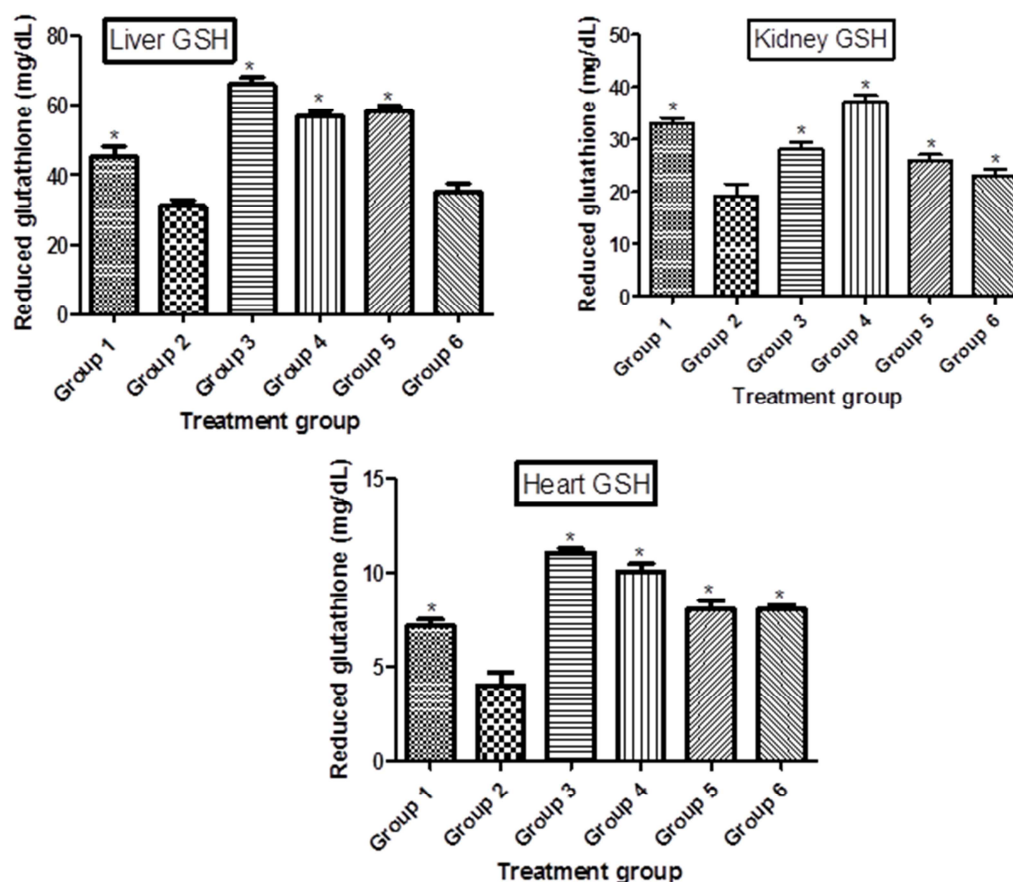 Liver GSH
Reduced glutathione (mg/dL)
80
60
40
20
0
*
*
*
*
Group 1
Group 2
Group 3
Group 4
Group 5
Group 6
Treatment group
Kidney GSH
Reduced glutathione (mg/dL)
50
40
30
20
10
0
*
*
*
*
*
Group 1
Group 2
Group 3
Group 4
Group 5
Group 6
Treatment group
Heart GSH
Reduced glutathione (mg/dL)
15
10
5
0
*
*
*
*
*
Group 1
Group 2
Group 3
Group 4
Group 5
Group 6
Treatment group